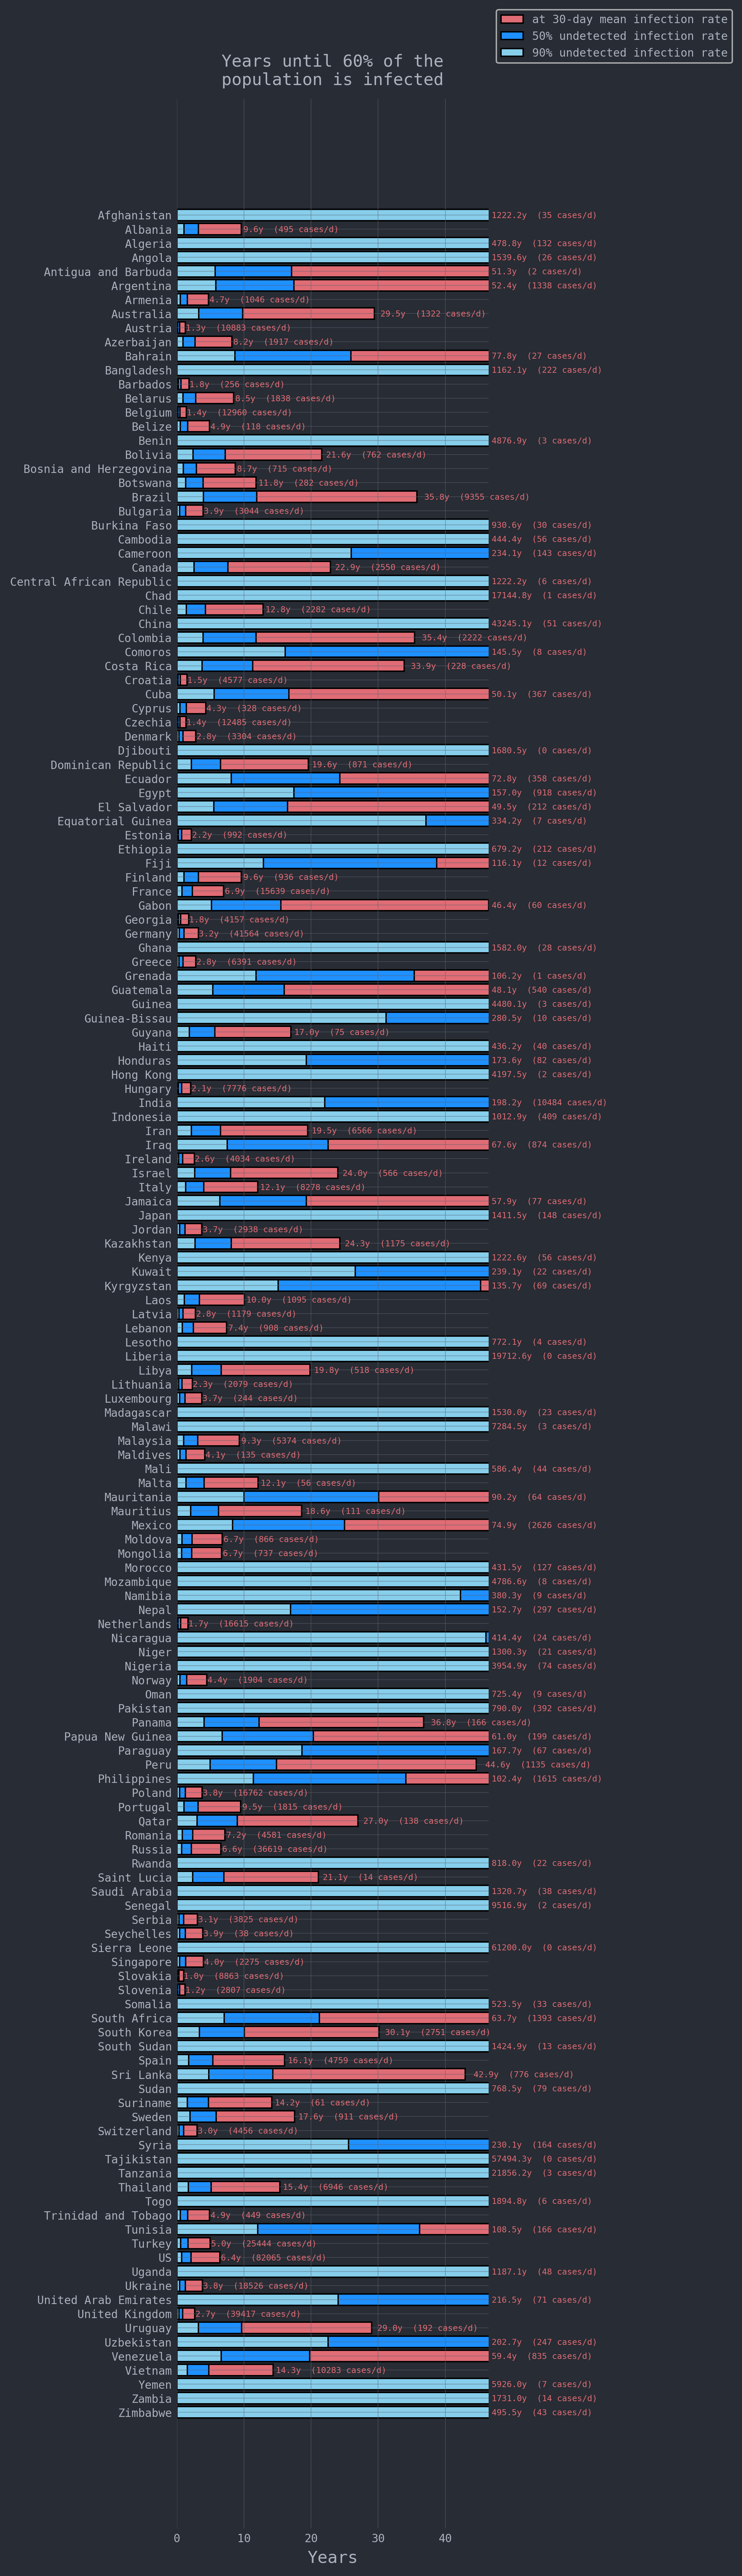 at 30-day mean infection rate
50% undetected infection rate
90% undetected infection rate
Years until 60% of the
population is infected
Afghanistan 1222.2y (35 cases/d)
Albania 9.6y (495 cases/d)
Algeria 478.8y (132 cases/d)
Angola 1539.6y (26 cases/d)
Antigua and Barbuda 51.3y (2 cases/d)
Argentina 52.4y (1338 cases/d)
Armenia 4.7y (1046 cases/d)
Australia 29.5y (1322 cases/d)
Austria 1.3y (10883 cases/d)
Azerbaijan 8.2y (1917 cases/d)
Bahrain 77.8y (27 cases/d)
Bangladesh 1162.1y (222 cases/d)
Barbados 1.8y (256 cases/d)
Belarus 8.5y (1838 cases/d)
Belgium 1.4y (12960 cases/d)
Belize 4.9y (118 cases/d)
Benin 4876.9y (3 cases/d)
Bolivia 21.6y (762 cases/d)
Bosnia and Herzegovina 8.7y (715 cases/d)
Botswana 11.8y (282 cases/d)
Brazil 35.8y (9355 cases/d)
Bulgaria 3.9y (3044 cases/d)
Burkina Faso 930.6y (30 cases/d)
Cambodia 444.4y (56 cases/d)
Cameroon 234.1y (143 cases/d)
Canada 22.9y (2550 cases/d)
Central African Republic 1222.2y (6 cases/d)
Chad 17144.8y (1 cases/d)
Chile 12.8y (2282 cases/d)
China 43245.1y (51 cases/d)
Colombia 35.4y (2222 cases/d)
Comoros 145.5y (8 cases/d)
Costa Rica 33.9y (228 cases/d)
Croatia 1.5y (4577 cases/d)
Cuba 50.1y (367 cases/d)
Cyprus 4.3y (328 cases/d)
Czechia 1.4y (12485 cases/d)
Denmark 2.8y (3304 cases/d)
Djibouti 1680.5y (0 cases/d)
Dominican Republic 19.6y (871 cases/d)
Ecuador 72.8y (358 cases/d)
Egypt 157.0y (918 cases/d)
El Salvador 49.5y (212 cases/d)
Equatorial Guinea 334.2y (7 cases/d)
Estonia 2.2y (992 cases/d)
Ethiopia 679.2y (212 cases/d)
Fiji 116.1y (12 cases/d)
Finland 9.6y (936 cases/d)
France 6.9y (15639 cases/d)
Gabon 46.4y (60 cases/d)
Georgia 1.8y (4157 cases/d)
Germany 3.2y (41564 cases/d)
Ghana 1582.0y (28 cases/d)
Greece 2.8y (6391 cases/d)
Grenada 106.2y (1 cases/d)
Guatemala 48.1y (540 cases/d)
Guinea 4480.1y (3 cases/d)
Guinea-Bissau 280.5y (10 cases/d)
Guyana 17.0y (75 cases/d)
Haiti 436.2y (40 cases/d)
Honduras 173.6y (82 cases/d)
Hong Kong 4197.5y (2 cases/d)
Hungary 2.1y (7776 cases/d)
India 198.2y (10484 cases/d)
Indonesia 1012.9y (409 cases/d)
Iran 19.5y (6566 cases/d)
Iraq 67.6y (874 cases/d)
Ireland 2.6y (4034 cases/d)
Israel 24.0y (566 cases/d)
Italy 12.1y (8278 cases/d)
Jamaica 57.9y (77 cases/d)
Japan 1411.5y (148 cases/d)
Jordan 3.7y (2938 cases/d)
Kazakhstan 24.3y (1175 cases/d)
Kenya 1222.6y (56 cases/d)
Kuwait 239.1y (22 cases/d)
Kyrgyzstan 135.7y (69 cases/d)
Laos 10.0y (1095 cases/d)
Latvia 2.8y (1179 cases/d)
Lebanon 7.4y (908 cases/d)
Lesotho 772.1y (4 cases/d)
Liberia 19712.6y (0 cases/d)
Libya 19.8y (518 cases/d)
Lithuania 2.3y (2079 cases/d)
Luxembourg 3.7y (244 cases/d)
Madagascar 1530.0y (23 cases/d)
Malawi 7284.5y (3 cases/d)
Malaysia 9.3y (5374 cases/d)
Maldives 4.1y (135 cases/d)
Mali 586.4y (44 cases/d)
Malta 12.1y (56 cases/d)
Mauritania 90.2y (64 cases/d)
Mauritius 18.6y (111 cases/d)
Mexico 74.9y (2626 cases/d)
Moldova 6.7y (866 cases/d)
Mongolia 6.7y (737 cases/d)
Morocco 431.5y (127 cases/d)
Mozambique 4786.6y (8 cases/d)
Namibia 380.3y (9 cases/d)
Nepal 152.7y (297 cases/d)
Netherlands 1.7y (16615 cases/d)
Nicaragua 414.4y (24 cases/d)
Niger 1300.3y (21 cases/d)
Nigeria 3954.9y (74 cases/d)
Norway 4.4y (1904 cases/d)
Oman 725.4y (9 cases/d)
Pakistan 790.0y (392 cases/d)
Panama 36.8y (166 cases/d)
Papua New Guinea 61.0y (199 cases/d)
Paraguay 167.7y (67 cases/d)
Peru 44.6y (1135 cases/d)
Philippines 102.4y (1615 cases/d)
Poland 3.8y (16762 cases/d)
Portugal 9.5y (1815 cases/d)
Qatar 27.0y (138 cases/d)
Romania 7.2y (4581 cases/d)
Russia 6.6y (36619 cases/d)
Rwanda 818.0y (22 cases/d)
Saint Lucia 21.1y (14 cases/d)
Saudi Arabia 1320.7y (38 cases/d)
Senegal 9516.9y (2 cases/d)
Serbia 3.1y (3825 cases/d)
Seychelles 3.9y (38 cases/d)
Sierra Leone 61200.0y (0 cases/d)
Singapore 4.0y (2275 cases/d)
Slovakia 1.0y (8863 cases/d)
Slovenia 1.2y (2807 cases/d)
Somalia 523.5y (33 cases/d)
South Africa 63.7y (1393 cases/d)
South Korea 30.1y (2751 cases/d)
South Sudan 1424.9y (13 cases/d)
Spain 16.1y (4759 cases/d)
Sri Lanka 42.9y (776 cases/d)
Sudan 768.5y (79 cases/d)
Suriname 14.2y (61 cases/d)
Sweden 17.6y (911 cases/d)
Switzerland 3.0y (4456 cases/d)
Syria 230.1y (164 cases/d)
Tajikistan 57494.3y (0 cases/d)
Tanzania 21856.2y (3 cases/d)
Thailand 15.4y (6946 cases/d)
Togo 1894.8y (6 cases/d)
Trinidad and Tobago 4.9y (449 cases/d)
Tunisia 108.5y (166 cases/d)
Turkey 5.0y (25444 cases/d)
US 6.4y (82065 cases/d)
Uganda 1187.1y (48 cases/d)
Ukraine 3.8y (18526 cases/d)
United Arab Emirates 216.5y (71 cases/d)
United Kingdom 2.7y (39417 cases/d)
Uruguay 29.0y (192 cases/d)
Uzbekistan 202.7y (247 cases/d)
Venezuela 59.4y (835 cases/d)
Vietnam 14.3y (10283 cases/d)
Yemen 5926.0y (7 cases/d)
Zambia 1731.0y (14 cases/d)
Zimbabwe 495.5y (43 cases/d)
0 10 20 30 40
Years